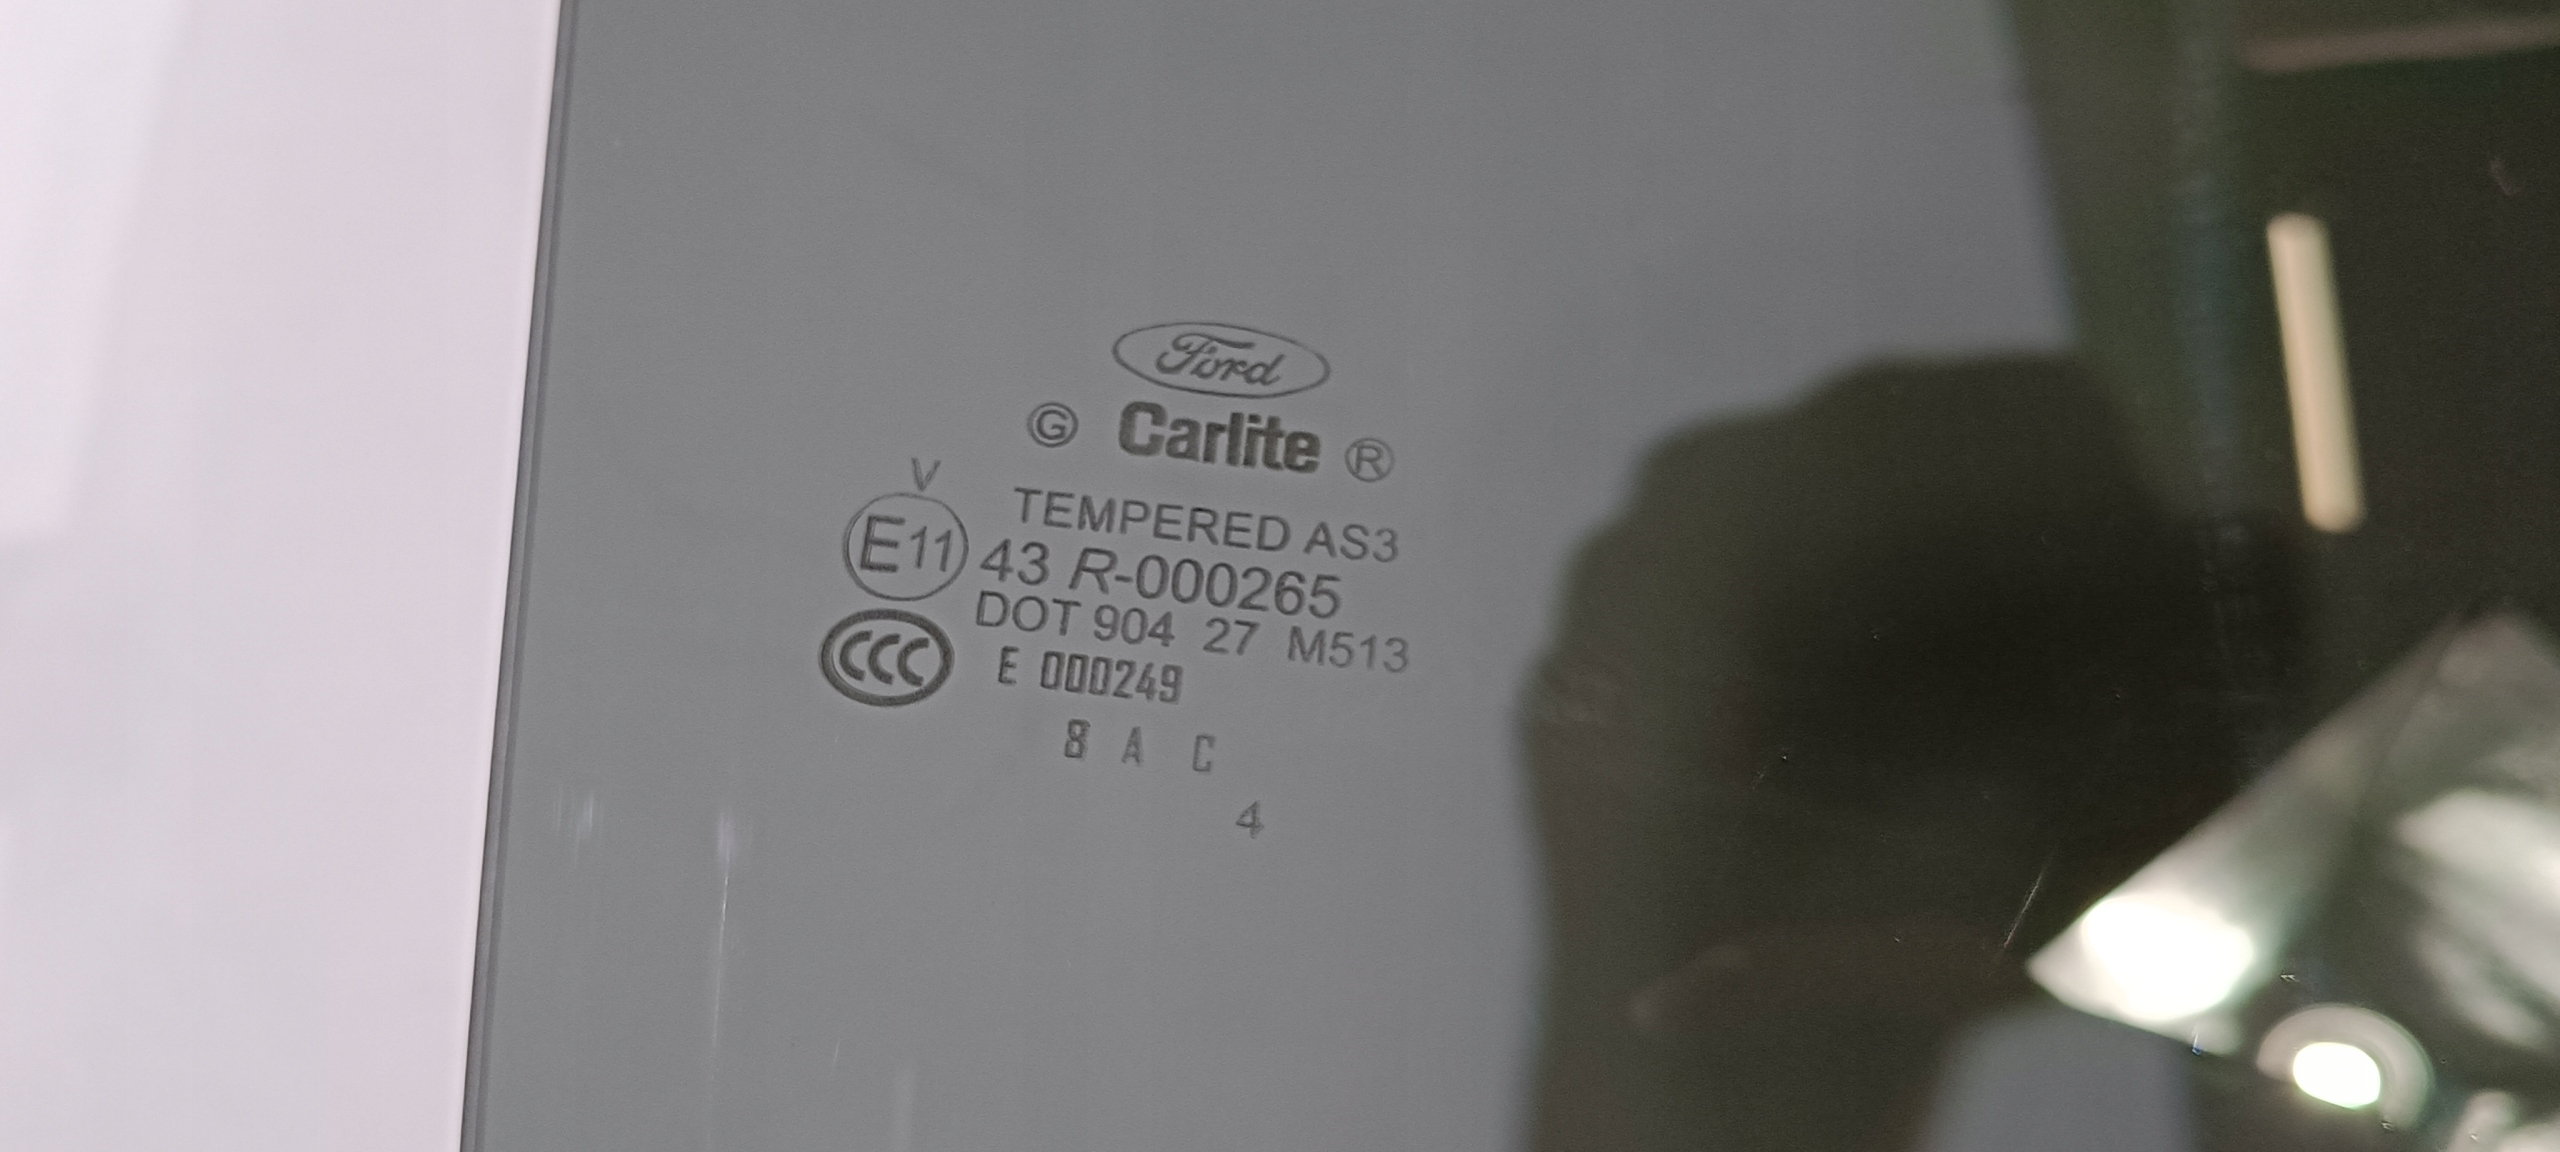 Ford
Ⓖ Carlite ®
V
TEMPERED AS3
E11 43 R-000265
DOT 904 27 M513
CCC E 000249
8 A C
4